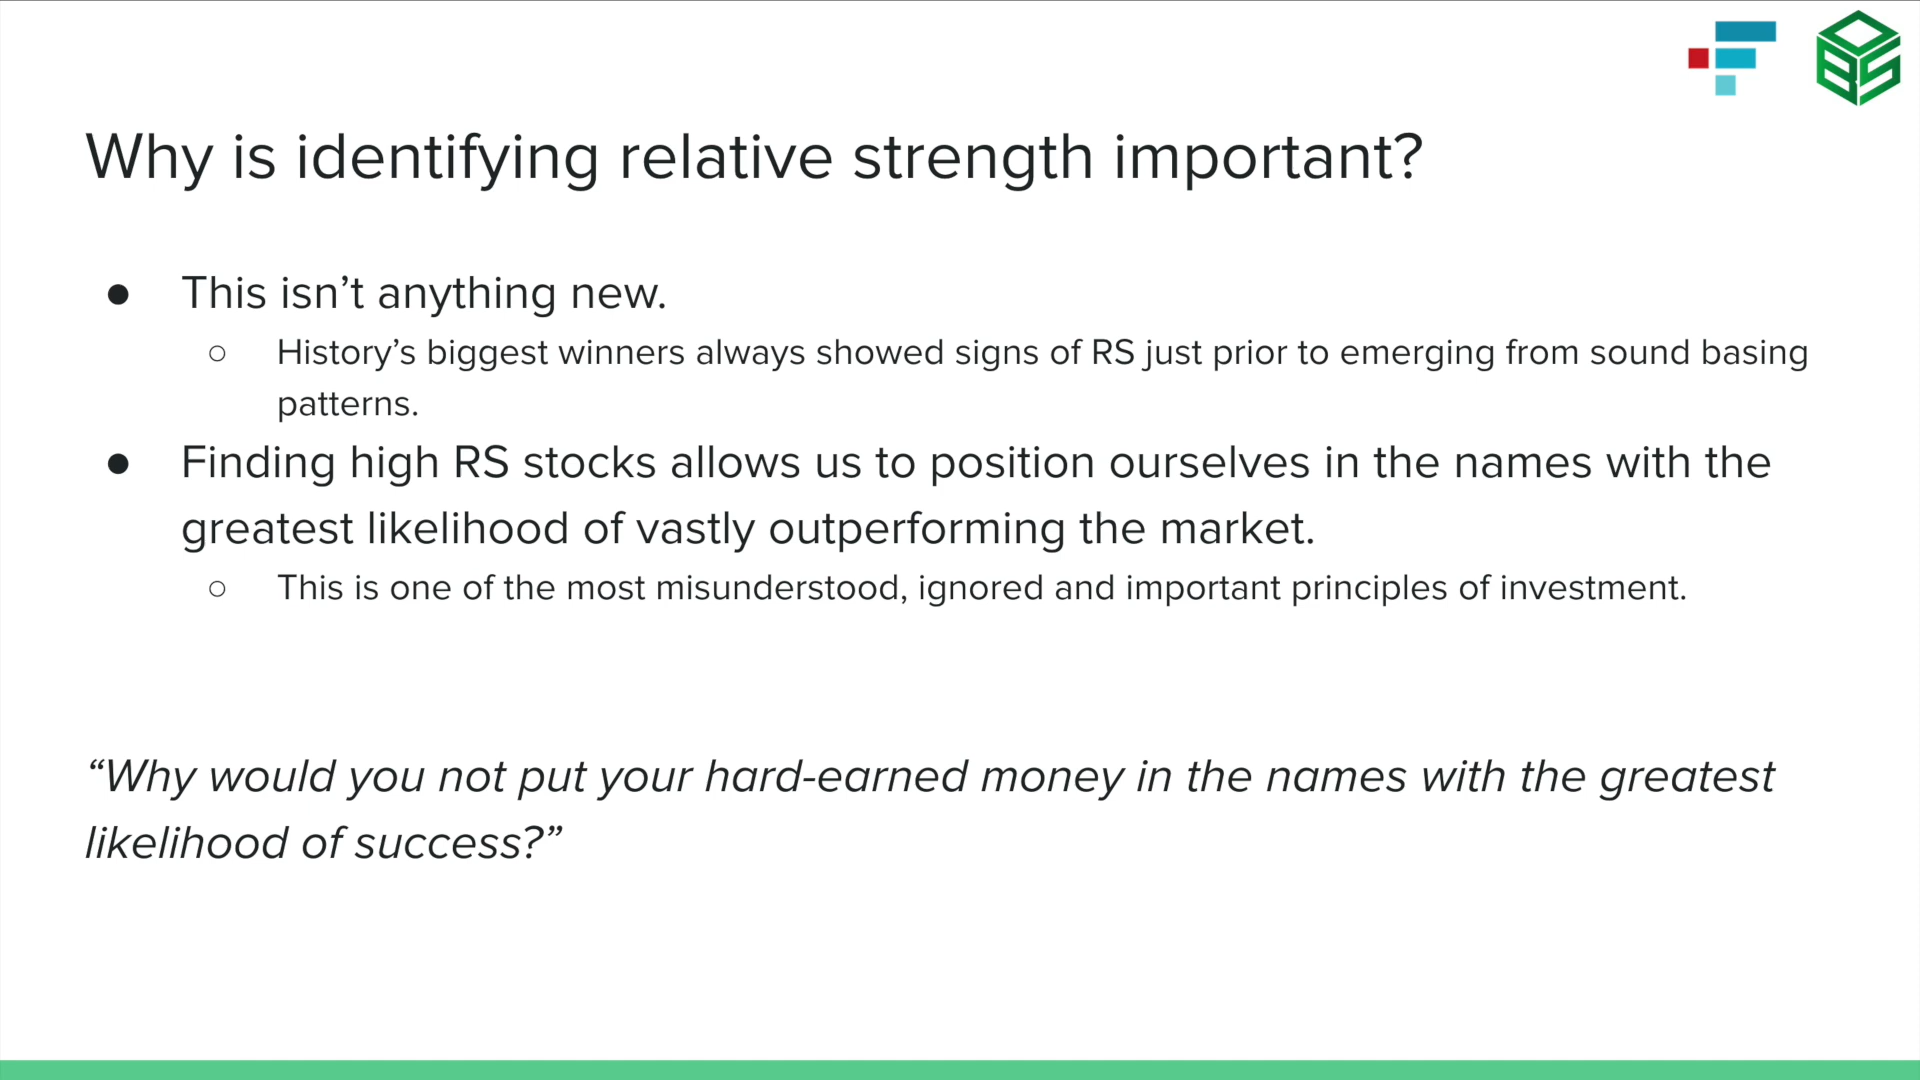 Why is identifying relative strength important?
● This isn’t anything new.
○ History’s biggest winners always showed signs of RS just prior to emerging from sound basing
patterns.
● Finding high RS stocks allows us to position ourselves in the names with the
greatest likelihood of vastly outperforming the market.
○ This is one of the most misunderstood, ignored and important principles of investment.
“Why would you not put your hard-earned money in the names with the greatest
likelihood of success?”